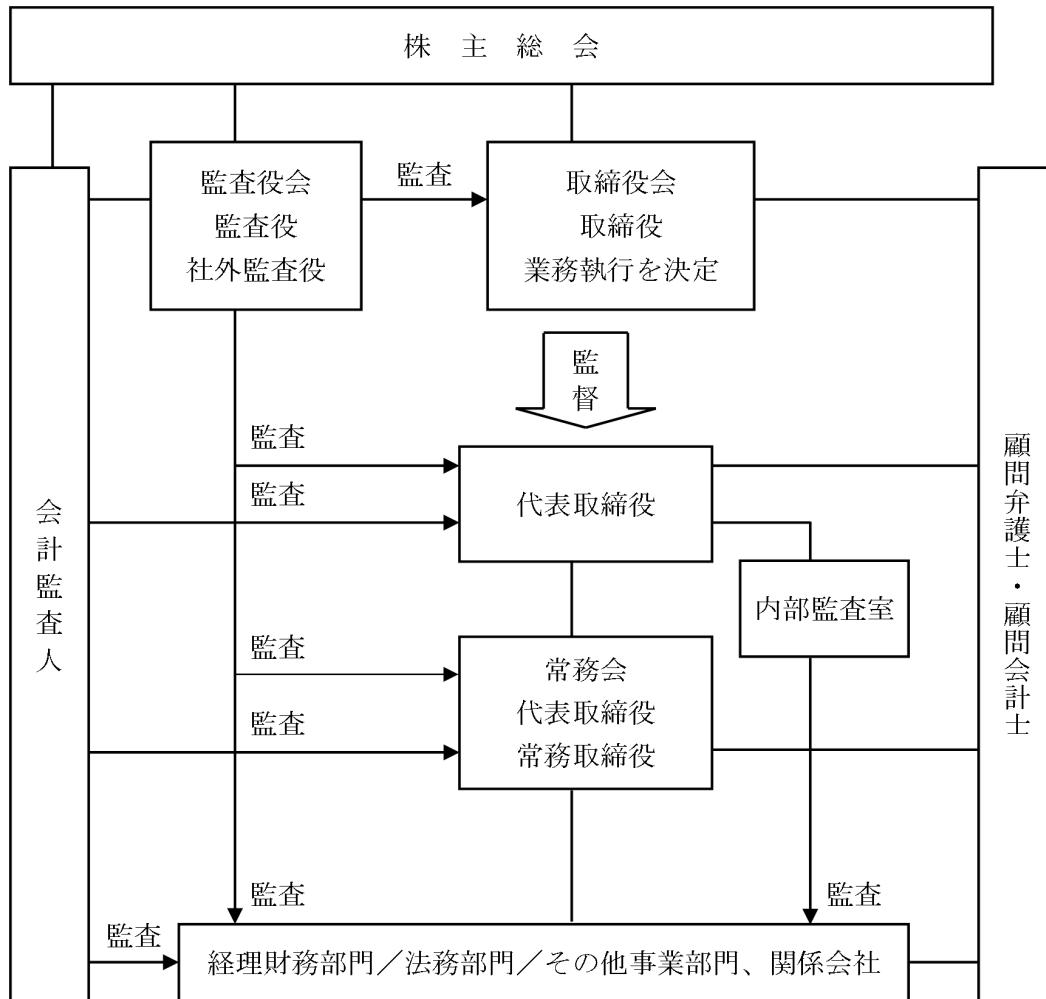 株主総会
監査役会
監査役
社外監査役
監査
取締役会
取締役
業務執行を決定
監督
監査
監査
代表取締役
内部監査室
監査
監査
常務会
代表取締役
常務取締役
会計監査人
顧問弁護士・顧問会計士
監査
監査
監査
経理財務部門／法務部門／その他事業部門、関係会社